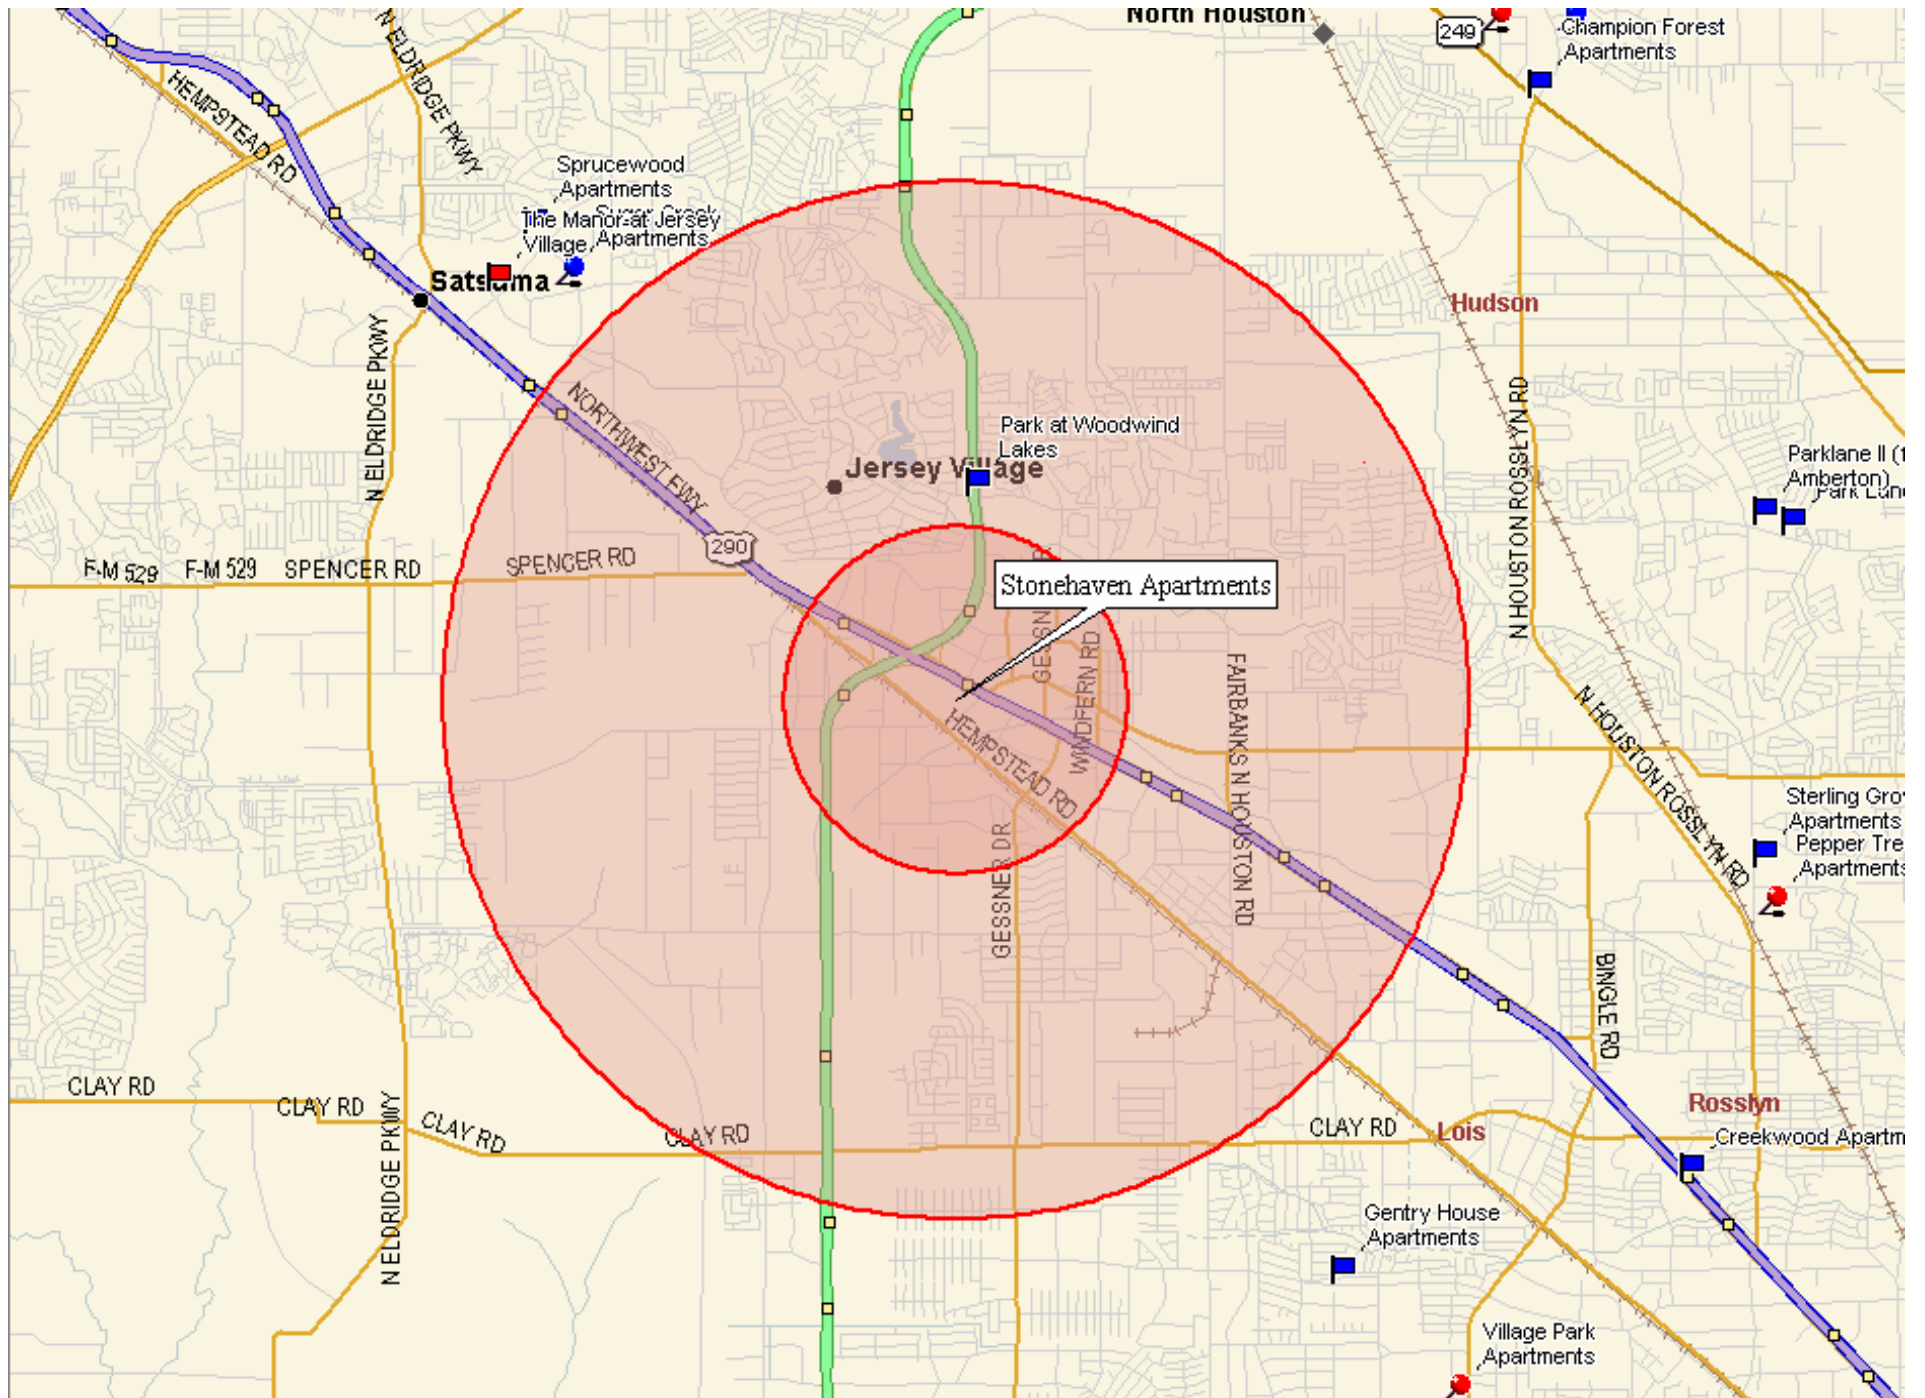 North Houston
249
Champion Forest
Apartments
N ELDRIDGE PKWY
HEMPSTEAD RD
Sprucewood
Apartments
The Manor at Jersey
Village
Apartments
Satsuma
Hudson
N ELDRIDGE PKWY
NORTHWEST FWY
Park at Woodwind
Lakes
Jersey Village
N HOUSTON ROSSLYN RD
Parklane II (
Amberton)
290
F-M 529
F-M 529
SPENCER RD
SPENCER RD
Stonehaven Apartments
GESSNER
WINDFERN RD
FAIRBANKS N HOUSTON RD
N HOUSTON ROSSLYN RD
HEMPSTEAD RD
GESSNER DR
Sterling Gro
Apartments
Pepper Tre
Apartments
BINGLE RD
CLAY RD
CLAY RD
CLAY RD
CLAY RD
CLAY RD
N ELDRIDGE PKWY
Lois
Rosslyn
Creekwood Apartm
Gentry House
Apartments
Village Park
Apartments